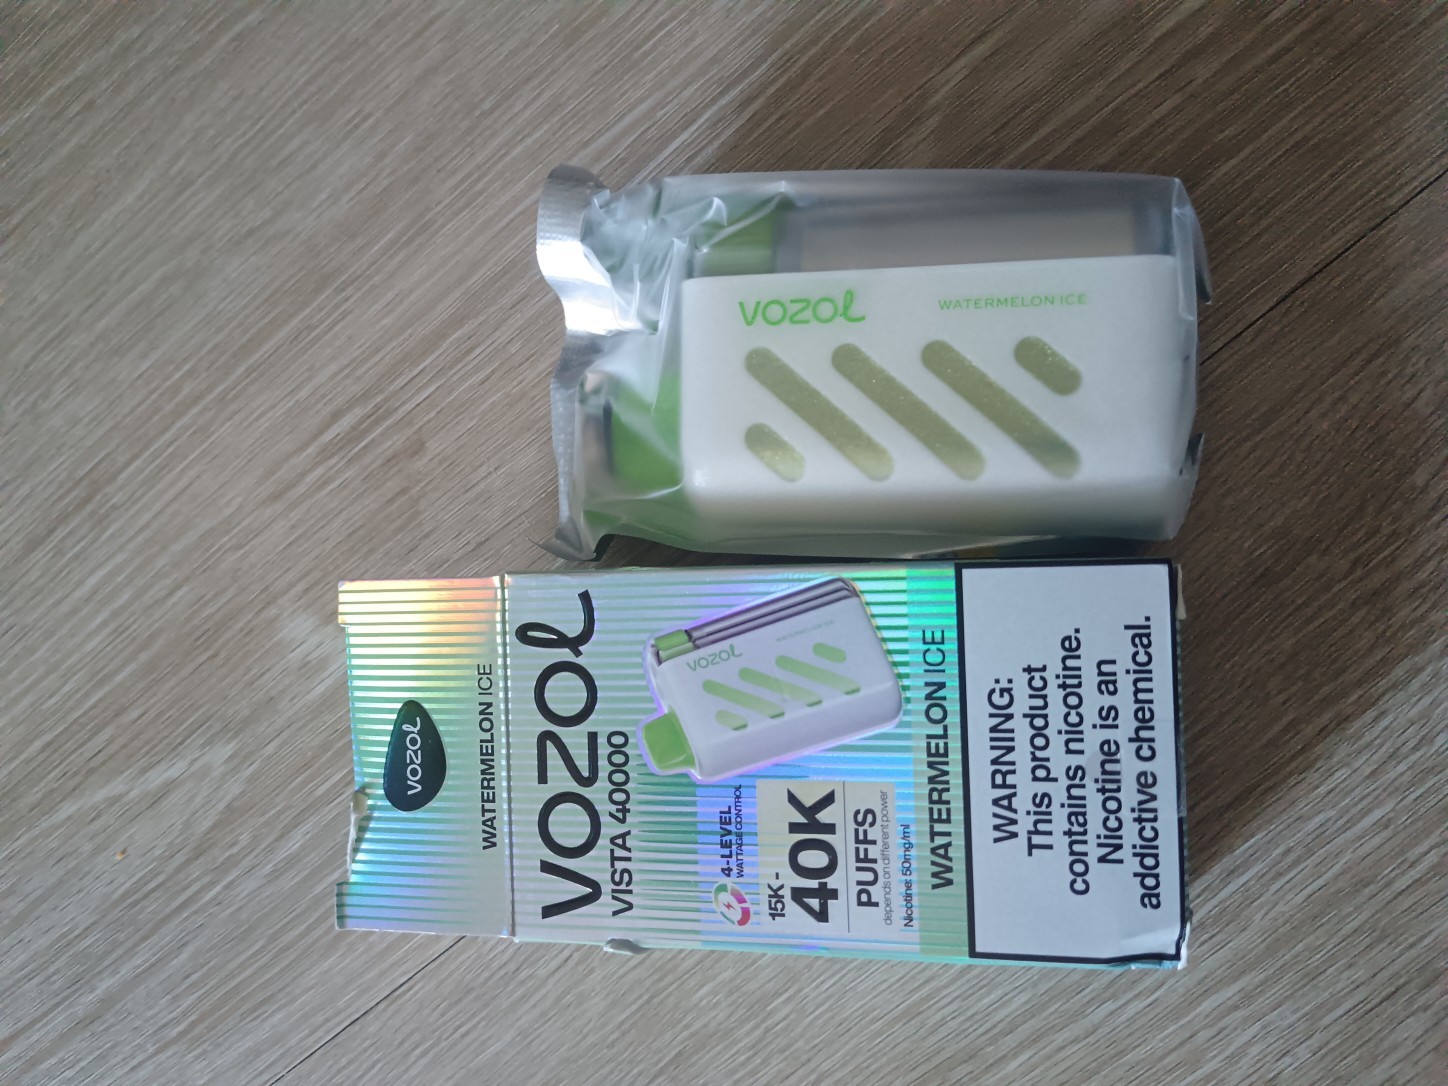 VOZOL
WATERMELON ICE
VOZOL
WATERMELON ICE
VOZOL
VISTA 40000
VOZOL
4-LEVEL
WATTAGE CONTROL
15K-
40K
PUFFS
depends on different power
Nicotine: 50mg/ml
WATERMELON ICE
WARNING:
This product
contains nicotine.
Nicotine is an
addictive chemical.